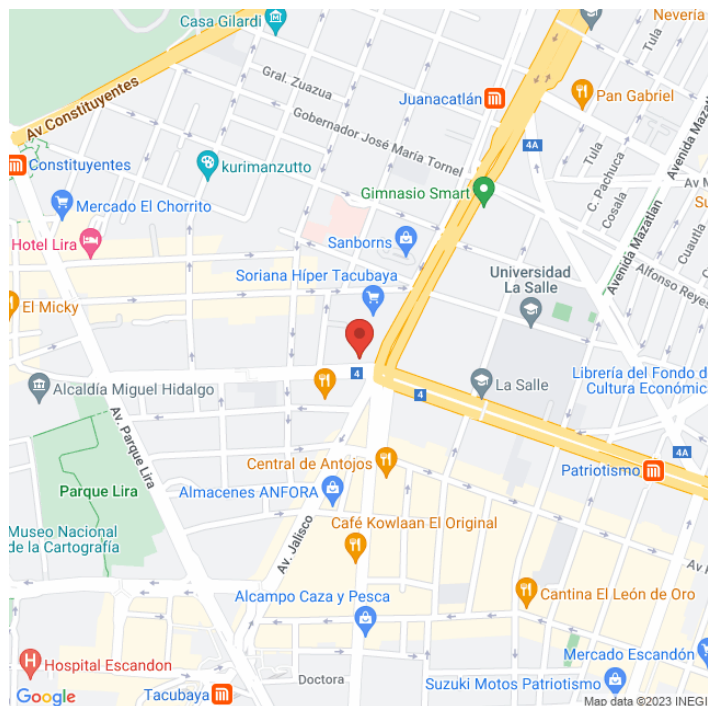 Casa Gilardi
Nevería
Tula
Gral. Zuazua
Av Constituyentes
Juanacatlán
Pan Gabriel
Gobernador José María Tornel
4A
Avenida Mazatlan
Constituyentes
kurimanzutto
Tula
C. Pachuca
Cosala
Av M
Gimnasio Smart
Su
Mercado El Chorrito
Cuautla
Hotel Lira
Sanborns
Avenida Mazatlán
Alfonso Reyes
Soriana Híper Tacubaya
Universidad
La Salle
El Micky
4
Alcaldía Miguel Hidalgo
La Salle
Librería del Fondo d
Cultura Económic
4
Av. Parque Lira
4A
Central de Antojos
Patriotismo
Parque Lira
Almacenes ANFORA
Café Kowlaan El Original
Museo Nacional
de la Cartografía
Av. Jalisco
Av P
Alcampo Caza y Pesca
Cantina El León de Oro
Hospital Escandon
Mercado Escandón
Doctora
Suzuki Motos Patriotismo
Google
Tacubaya
Map data ©2023 INEGI